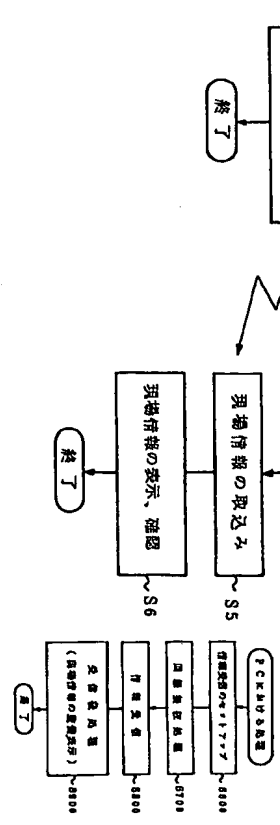 終了
現場情報の取込み
~S5
現場情報の表示、確認
~S6
終了
PCにおける処理
情報受信のセットアップ
~S600
回線接続処理
~S700
情報受信
~S800
受信後処理
(現場情報の画像表示)
~S900
終了